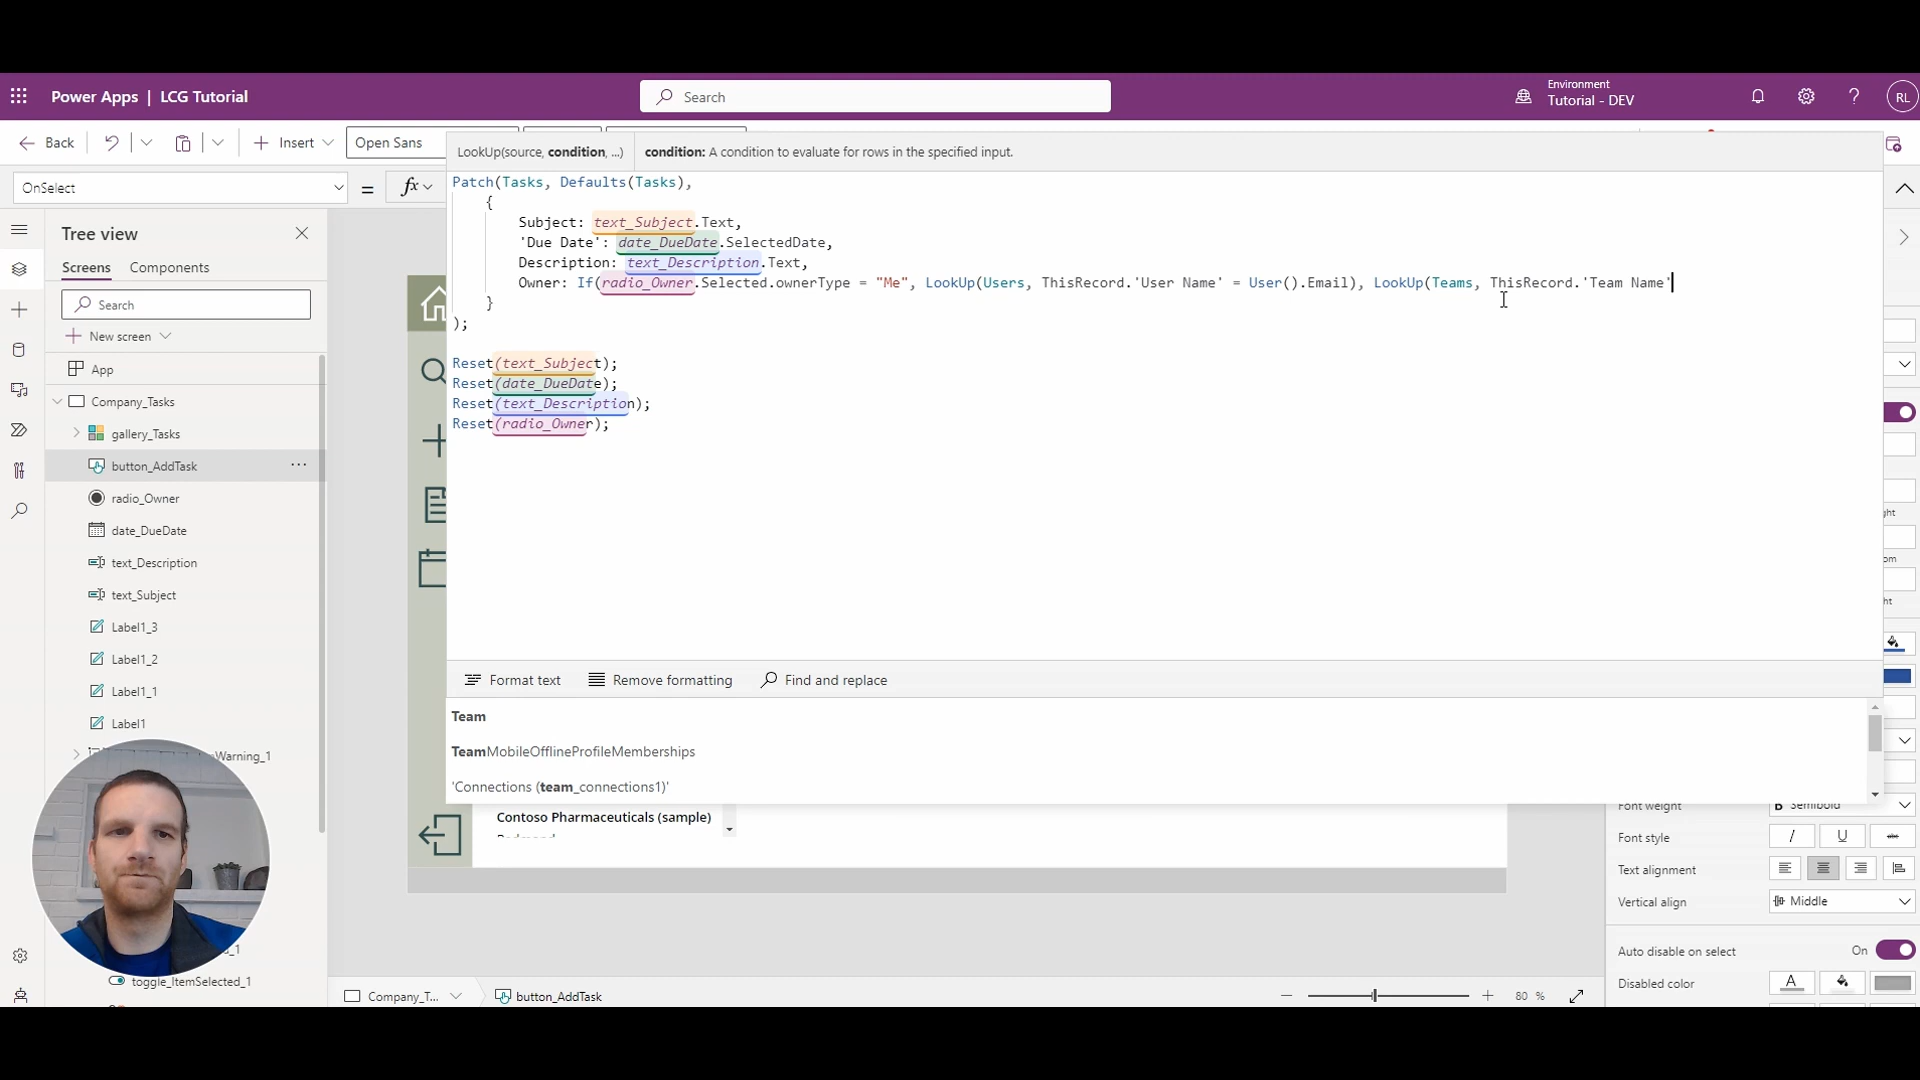 Power Apps | LCG Tutorial
Search
Environment
Tutorial - DEV
RL
Back
Insert
Open Sans
LookUp(source, condition, ...)
condition: A condition to evaluate for rows in the specified input.
OnSelect
=
fx
Patch(Tasks, Defaults(Tasks),
{
Subject: text_Subject.Text,
'Due Date': date_DueDate.SelectedDate,
Description: text_Description.Text,
Owner: If(radio_Owner.Selected.ownerType = "Me", LookUp(Users, ThisRecord.'User Name' = User().Email), LookUp(Teams, ThisRecord.'Team Name'
}
);
Reset(text_Subject);
Reset(date_DueDate);
Reset(text_Description);
Reset(radio_Owner);
Format text
Remove formatting
Find and replace
Team
TeamMobileOfflineProfileMemberships
'Connections (team_connections1)'
Tree view
Screens
Components
Search
New screen
App
Company_Tasks
gallery_Tasks
button_AddTask
radio_Owner
date_DueDate
text_Description
text_Subject
Label1_3
Label1_2
Label1_1
Label1
Warning_1
_1
toggle_ItemSelected_1
Contoso Pharmaceuticals (sample)
Company_T...
button_AddTask
80 %
ght
om
ht
Font weight
B Semibold
Font style
Text alignment
Vertical align
Middle
Auto disable on select
On
Disabled color